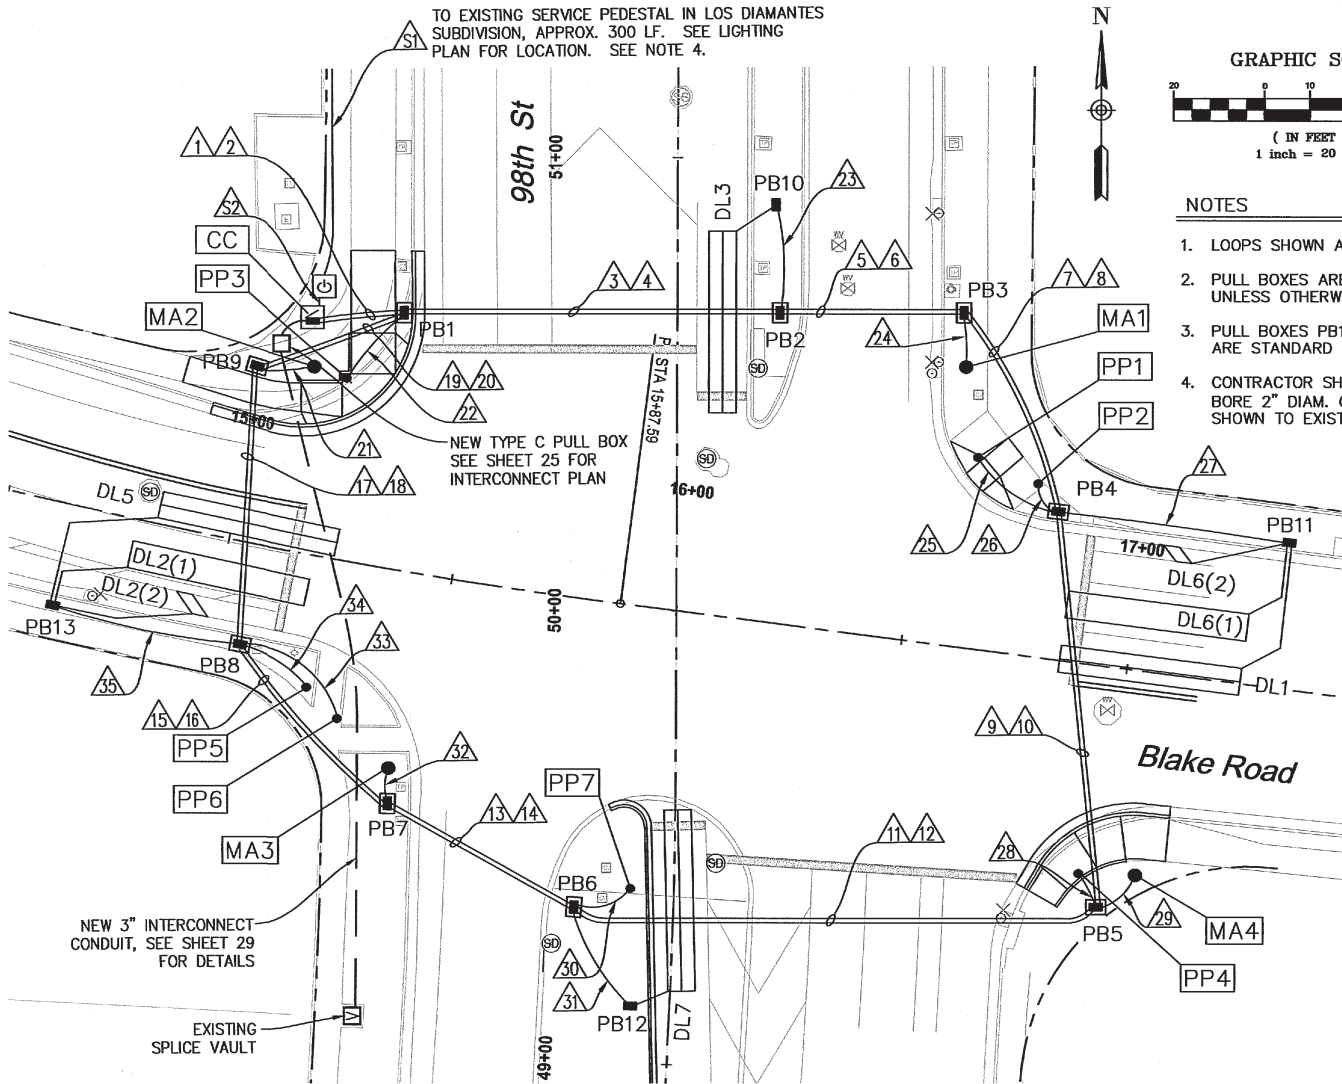 TO EXISTING SERVICE PEDESTAL IN LOS DIAMANTES
SUBDIVISION, APPROX. 300 LF. SEE LIGHTING
PLAN FOR LOCATION. SEE NOTE 4.
S1
N
GRAPHIC S
20 0 10
( IN FEET
1 inch = 20
98th St
51+00
1 2
S2
CC
PP3
MA2
PB9
PB1
3 4
DL3
PB10
23
5 6
PB2
PB3
7 8
MA1
24
PP1
PP2
NOTES
1. LOOPS SHOWN A
2. PULL BOXES ARE
UNLESS OTHERW
3. PULL BOXES PB1
ARE STANDARD
4. CONTRACTOR SH
BORE 2" DIAM. C
SHOWN TO EXIST
PI STA 15+87.59
19 20
22
15+00
21
NEW TYPE C PULL BOX
SEE SHEET 25 FOR
INTERCONNECT PLAN
17 18
SD
16+00
27
PB4
PB11
25
26
17+00
DL5
SD
DL2(1)
DL2(2)
DL6(2)
DL6(1)
DL1
PB13
34
33
50+00
PB8
35
15 16
PP5
PP6
32
9 10
Blake Road
MA3
PB7
13 14
PP7
11 12
28
SD
PB6
PB5
29
MA4
PP4
NEW 3" INTERCONNECT
CONDUIT, SEE SHEET 29
FOR DETAILS
SD
30
31
PB12
DL7
EXISTING
SPLICE VAULT
V
49+00
SD
SD
WV
WV
WV